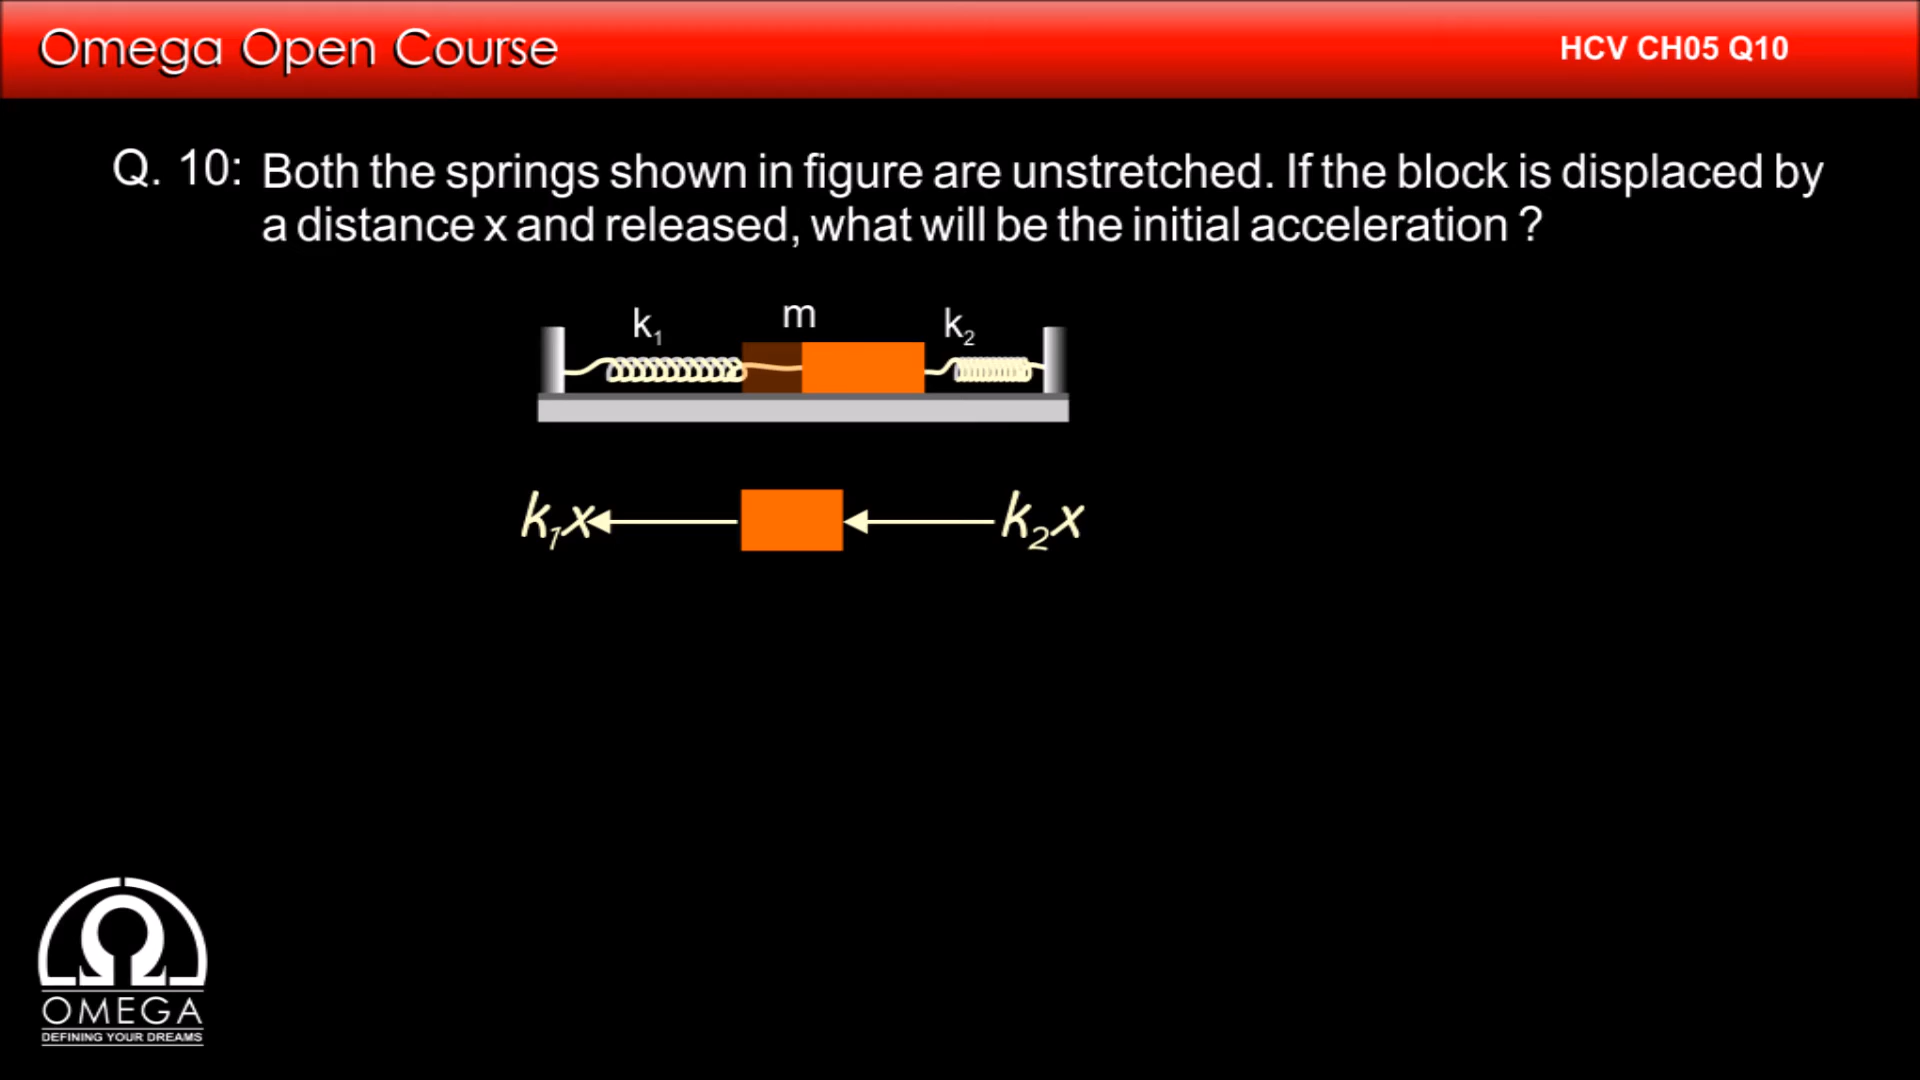 Omega Open Course
HCV CH05 Q10
Q. 10: Both the springs shown in figure are unstretched. If the block is displaced by
a distance x and released, what will be the initial acceleration ?
k₁ m k₂
k₁x k₂x
OMEGA
DEFINING YOUR DREAMS